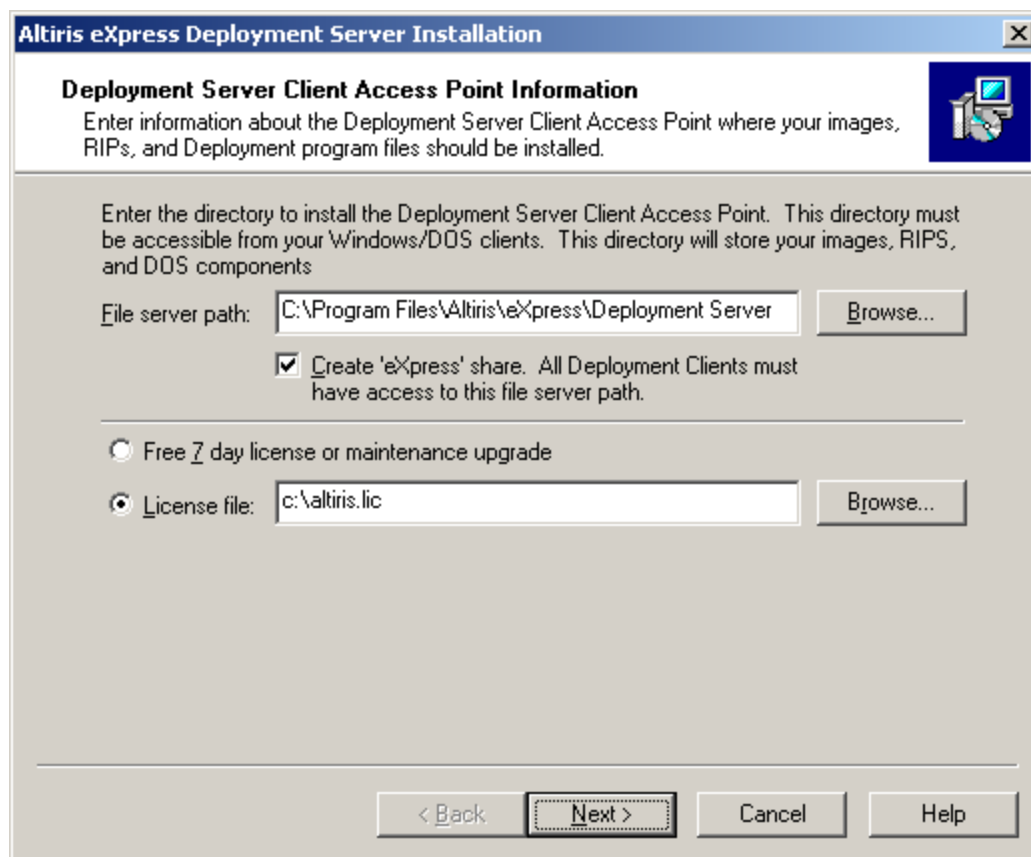 Altiris eXpress Deployment Server Installation
Deployment Server Client Access Point Information
Enter information about the Deployment Server Client Access Point where your images,
RIPs, and Deployment program files should be installed.
Enter the directory to install the Deployment Server Client Access Point.  This directory must
be accessible from your Windows/DOS clients.  This directory will store your images, RIPS,
and DOS components
File server path: C:\Program Files\Altiris\eXpress\Deployment Server Browse...
Create 'eXpress' share.  All Deployment Clients must
have access to this file server path.
Free 7 day license or maintenance upgrade
License file: c:\altiris.lic Browse...
< Back Next > Cancel Help